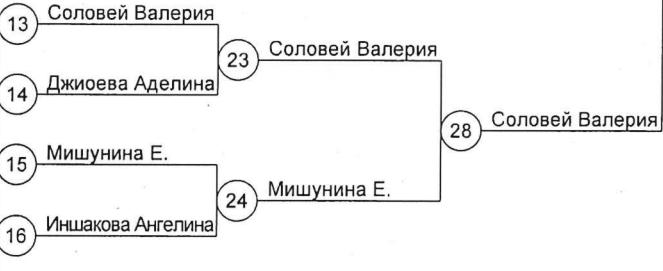 13 Соловей Валерия
23 Соловей Валерия
14 Джиоева Аделина
28 Соловей Валерия
15 Мишунина Е.
24 Мишунина Е.
16 Иншакова Ангелина